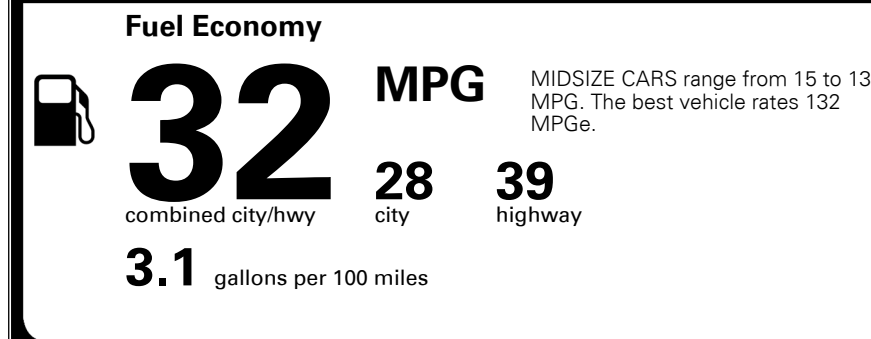 Fuel Economy
32 MPG
MIDSIZE CARS range from 15 to 13
MPG. The best vehicle rates 132
MPGe.
28 39
combined city/hwy city highway
3.1 gallons per 100 miles